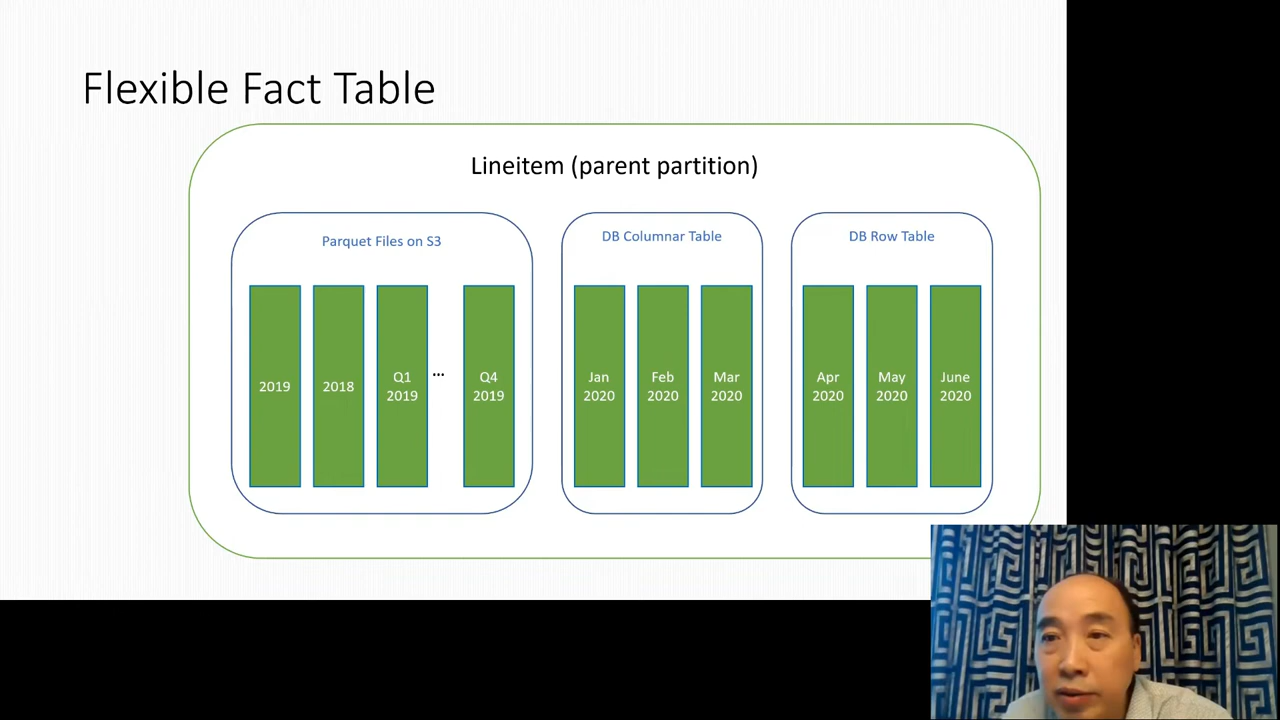 Flexible Fact Table
Lineitem (parent partition)
Parquet Files on S3
2019
2018
Q1
2019
...
Q4
2019
DB Columnar Table
Jan
2020
Feb
2020
Mar
2020
DB Row Table
Apr
2020
May
2020
June
2020